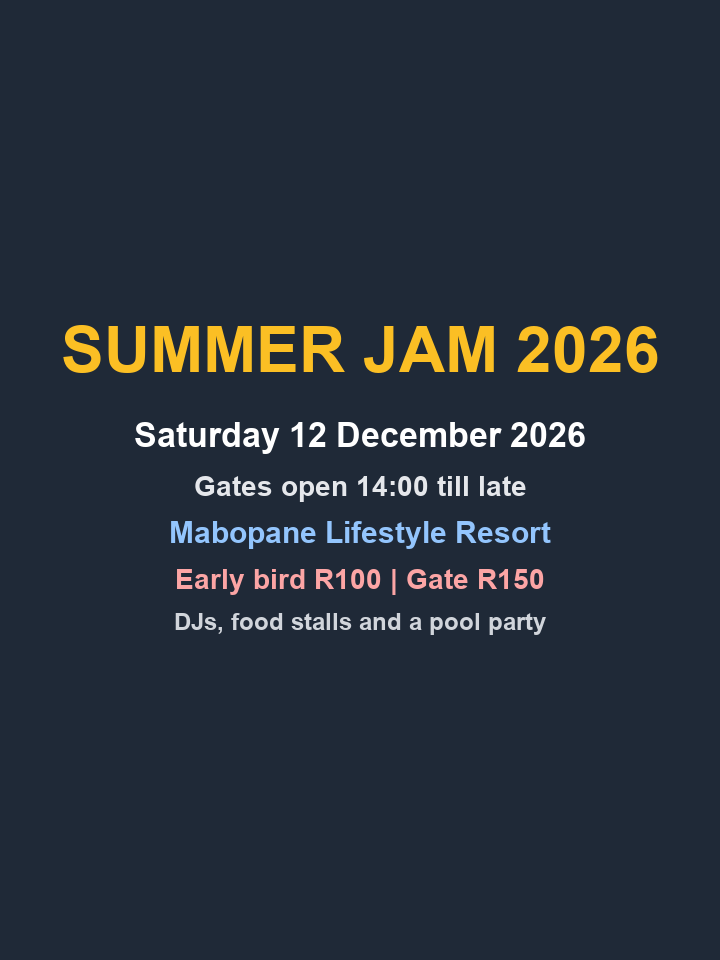 SUMMER JAM 2026
Saturday 12 December 2026
Gates open 14:00 till late
Mabopane Lifestyle Resort
Early bird R100 | Gate R150
DJs, food stalls and a pool party